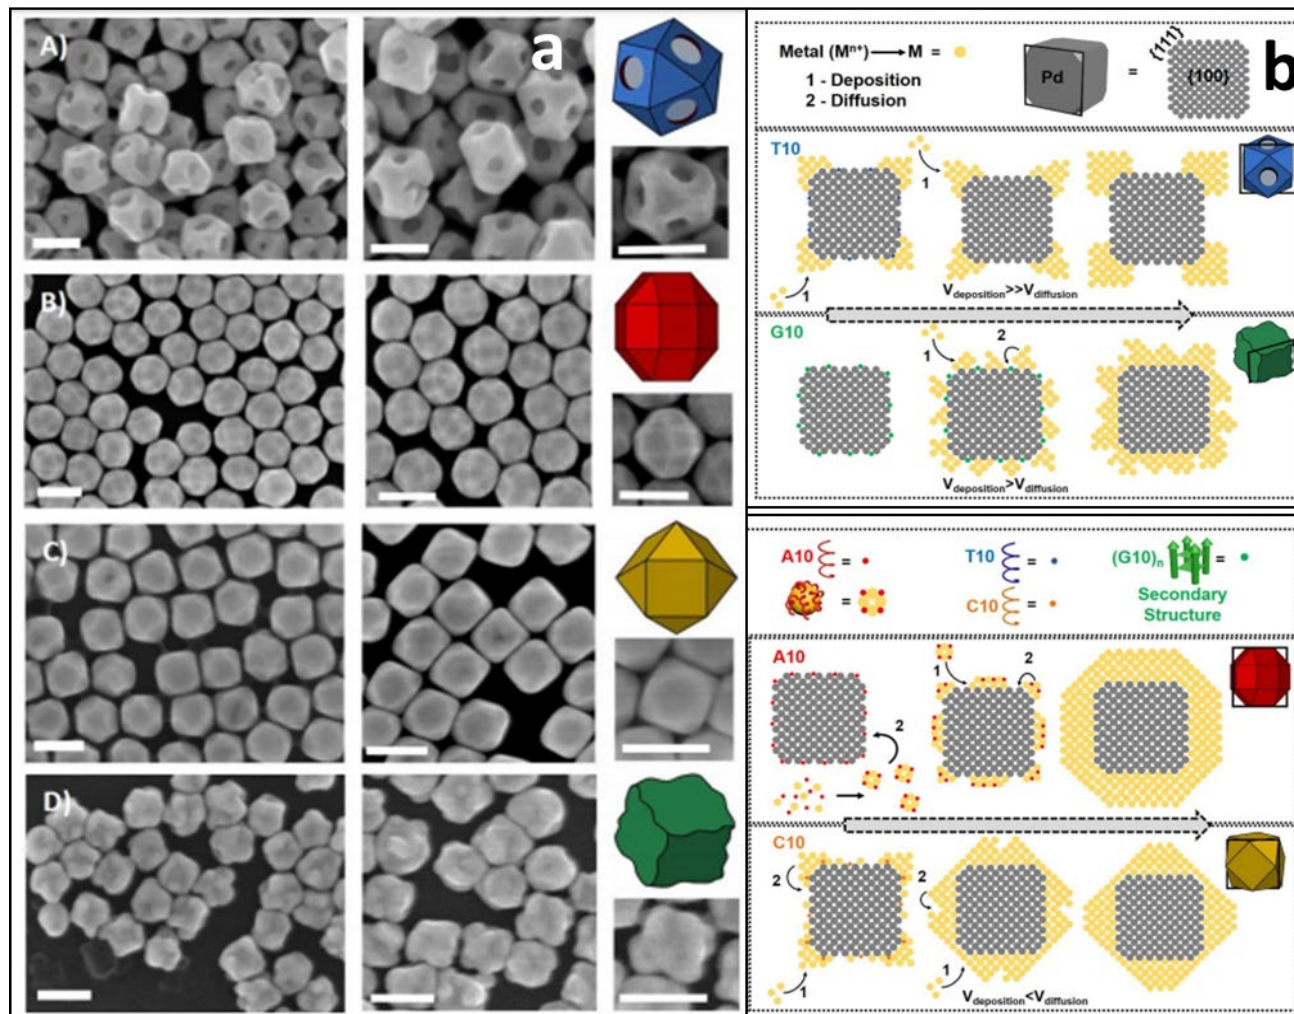 A)
a
B)
C)
D)
b
Metal (Mⁿ⁺) ⟶ M =
1 - Deposition
2 - Diffusion
Pd
=
{111}
{100}
T10
1
1
V_deposition>>V_diffusion
G10
1
2
V_deposition>V_diffusion
A10 =
=
T10 =
C10 =
(G10)n =
Secondary
Structure
A10
1
2
2
C10
2
2
1
1
V_deposition<V_diffusion